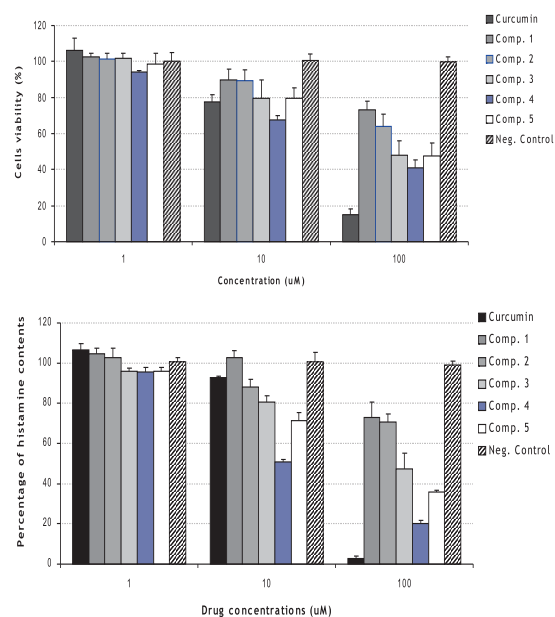 120
100
80
60
40
20
0
Cells viability (%)
1
10
100
Concentration (uM)
Curcumin
Comp. 1
Comp. 2
Comp. 3
Comp. 4
Comp. 5
Neg. Control
120
100
80
60
40
20
0
Percentage of histamine contents
1
10
100
Drug concentrations (uM)
Curcumin
Comp. 1
Comp. 2
Comp. 3
Comp. 4
Comp. 5
Neg. Control